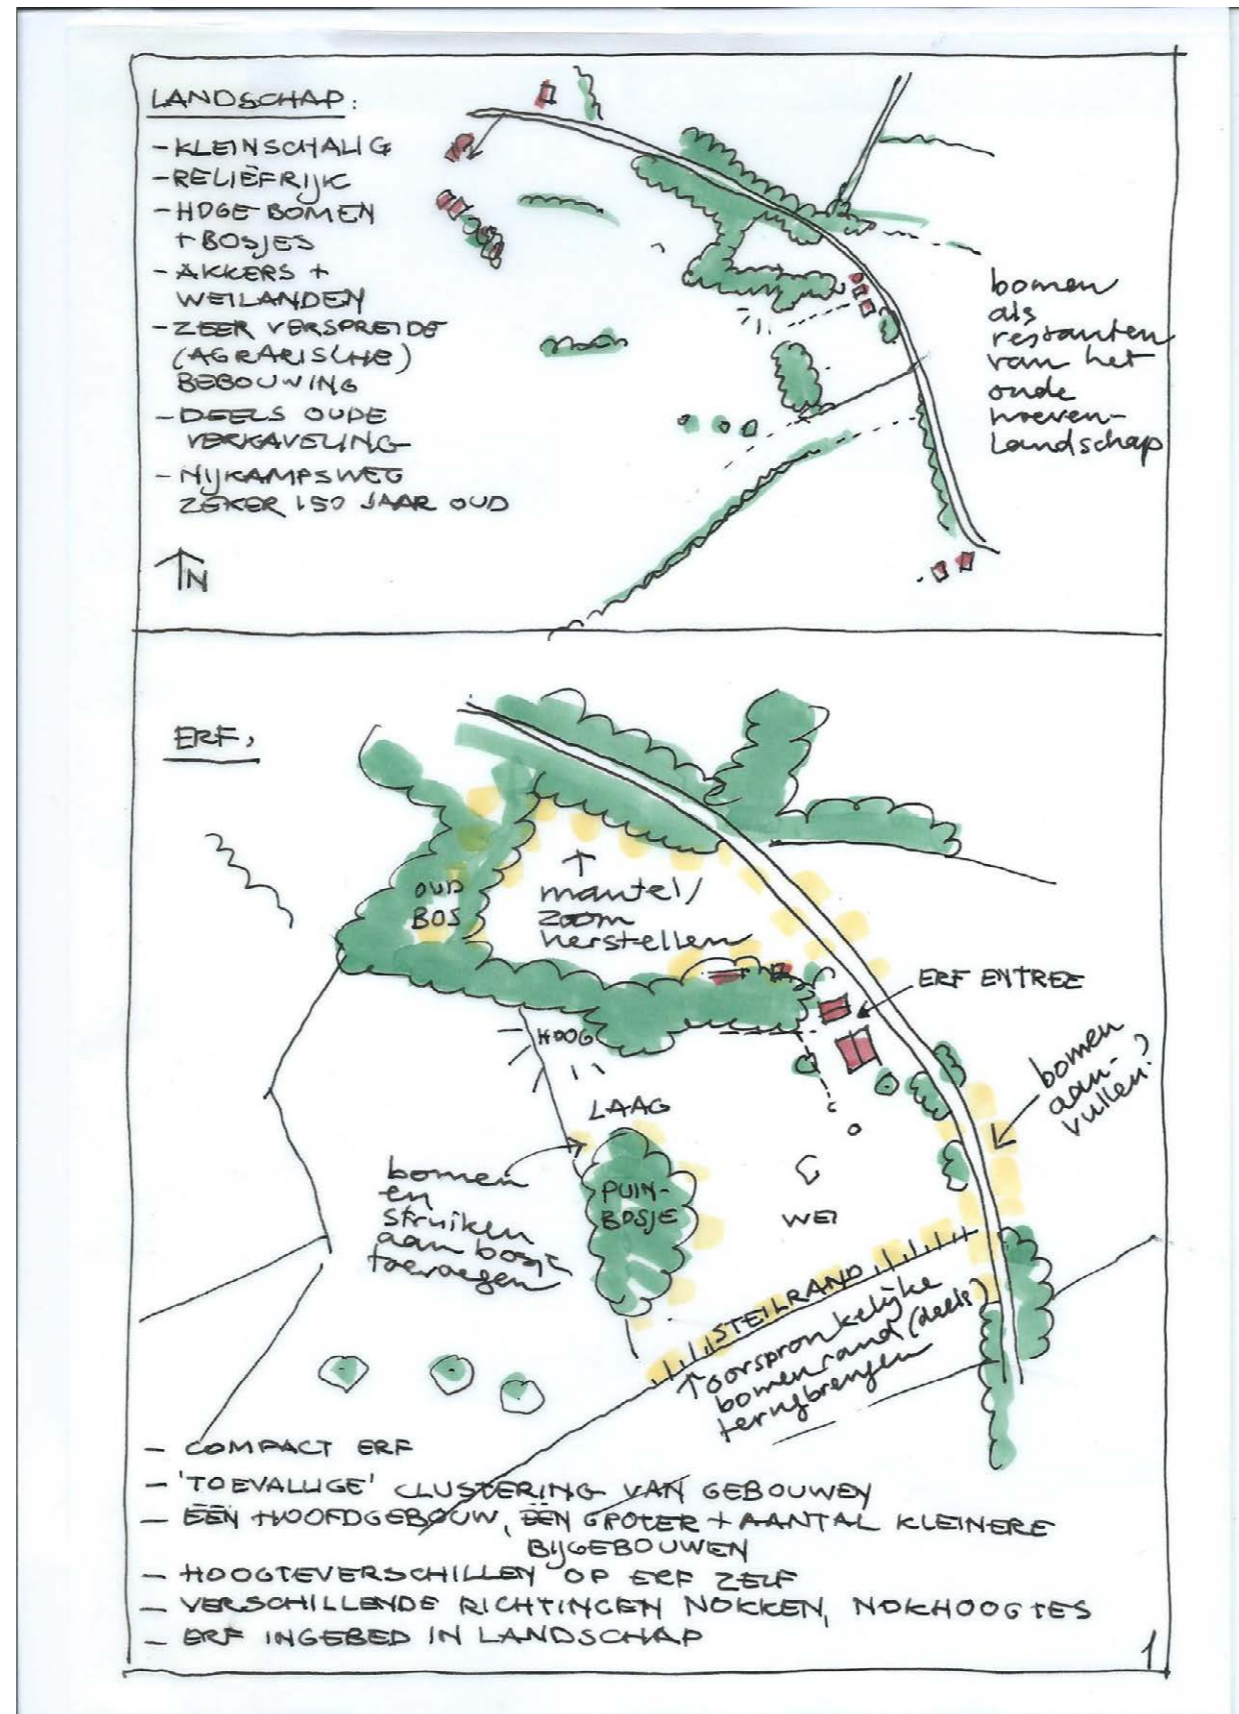 LANDSCHAP:
- KLEINSCHALIG
- RELIËFRIJK
- HOGE BOMEN
+ BOSJES
- AKKERS +
WEILANDEN
- ZEER VERSPREIDE
(AGRARISCHE)
BEBOUWING
- DEELS OUDE
VERKAVELING
- NIJKAMPSWEG
ZEKER 150 JAAR OUD
N
bomen
als
restanten
van het
oude
hoeven-
landschap
ERF,
OUD
BOS
mantel/
zoom
herstellen
ERF ENTREE
HOOG
LAAG
bomen
aan-
vullen?
bomen
en
struiken
aan bosje
toevoegen
PUIN-
BOSJE
WEI
STEILRAND
oorspronkelijke
bomenrand (deels)
terugbrengen
- COMPACT ERF
- 'TOEVALLIGE' CLUSTERING VAN GEBOUWEN
- ÉÉN HOOFDGEBOUW, ÉÉN GROTER + AANTAL KLEINERE
BIJGEBOUWEN
- HOOGTEVERSCHILLEN OP ERF ZELF
- VERSCHILLENDE RICHTINGEN NOKKEN, NOKHOOGTES
- ERF INGEBED IN LANDSCHAP
1